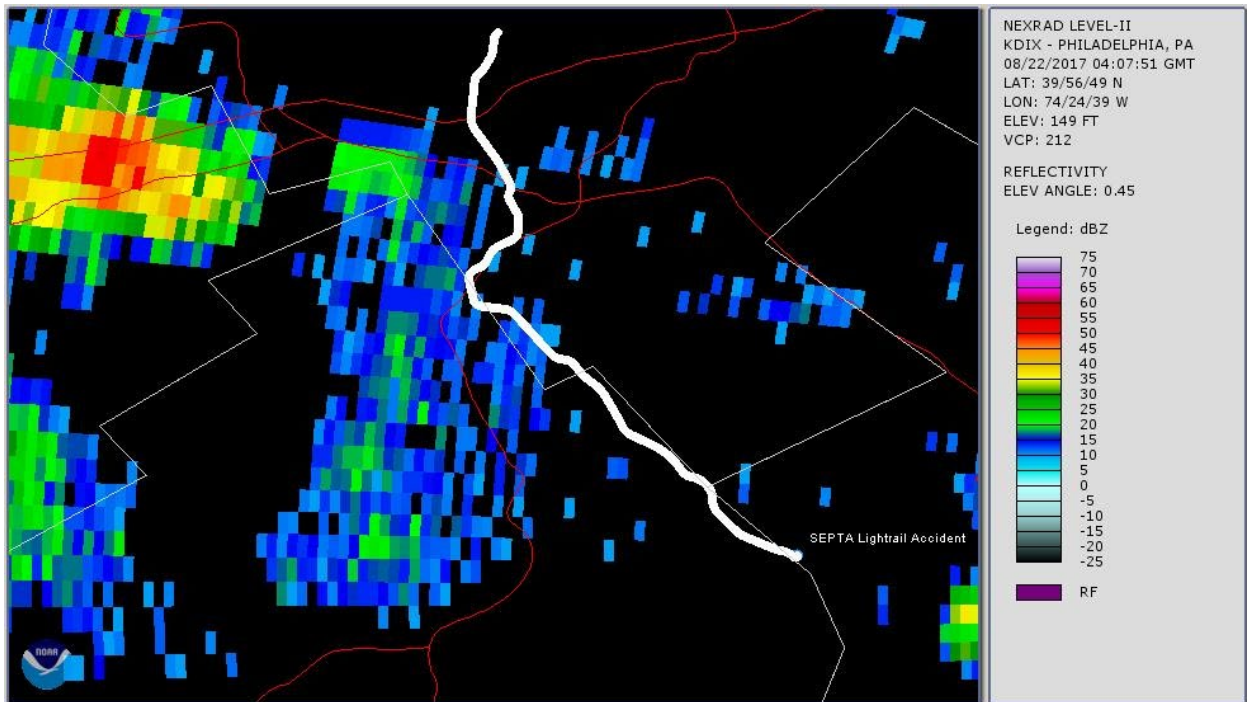 NEXRAD LEVEL-II
KDIX - PHILADELPHIA, PA
08/22/2017 04:07:51 GMT
LAT: 39/56/49 N
LON: 74/24/39 W
ELEV: 149 FT
VCP: 212
REFLECTIVITY
ELEV ANGLE: 0.45
Legend: dBZ
75
70
65
60
55
50
45
40
35
30
25
20
15
10
5
0
-5
-10
-15
-20
-25
RF
SEPTA Lightrail Accident
NOAA